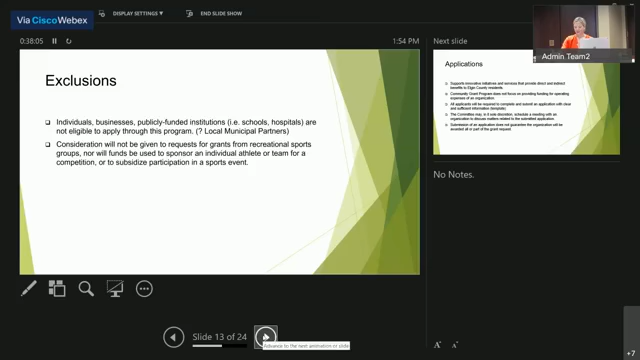 Via Cisco Webex
DISPLAY SETTINGS
END SLIDE SHOW
0:38:05
1:54 PM
Exclusions
Individuals, businesses, publicly-funded institutions (i.e. schools, hospitals) are
not eligible to apply through this program. (? Local Municipal Partners)
Consideration will not be given to requests for grants from recreational sports
groups, nor will funds be used to sponsor an individual athlete or team for a
competition, or to subsidize participation in a sports event.
Slide 13 of 24
Advance to the next animation or slide
Next slide
Applications
Supports innovative initiatives and services that provide direct and indirect
benefits to Elgin County residents.
Community Grant Program does not focus on providing funding for operating
expenses of an organization.
All applicants will be required to complete and submit an application with clear
and sufficient information (template).
The Committee may, in it sole discretion, schedule a meeting with an
organization to discuss matters related to the submitted application.
Submission of an application does not guarantee the organization will be
awarded all or part of the grant request.
No Notes.
A A
Admin Team2
+7